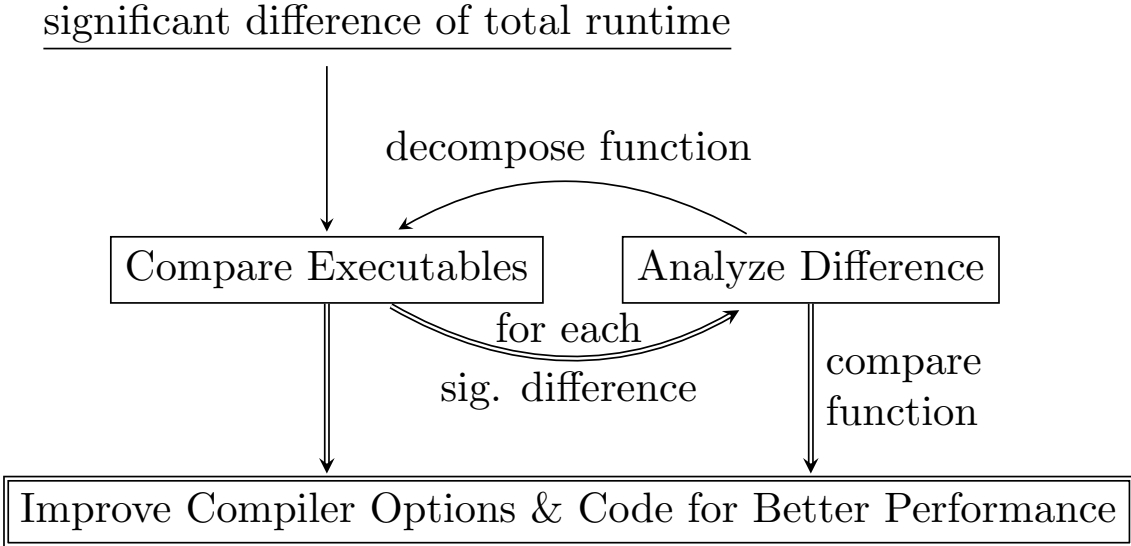 significant difference of total runtime
decompose function
Compare Executables
Analyze Difference
for each
sig. difference
compare
function
Improve Compiler Options & Code for Better Performance